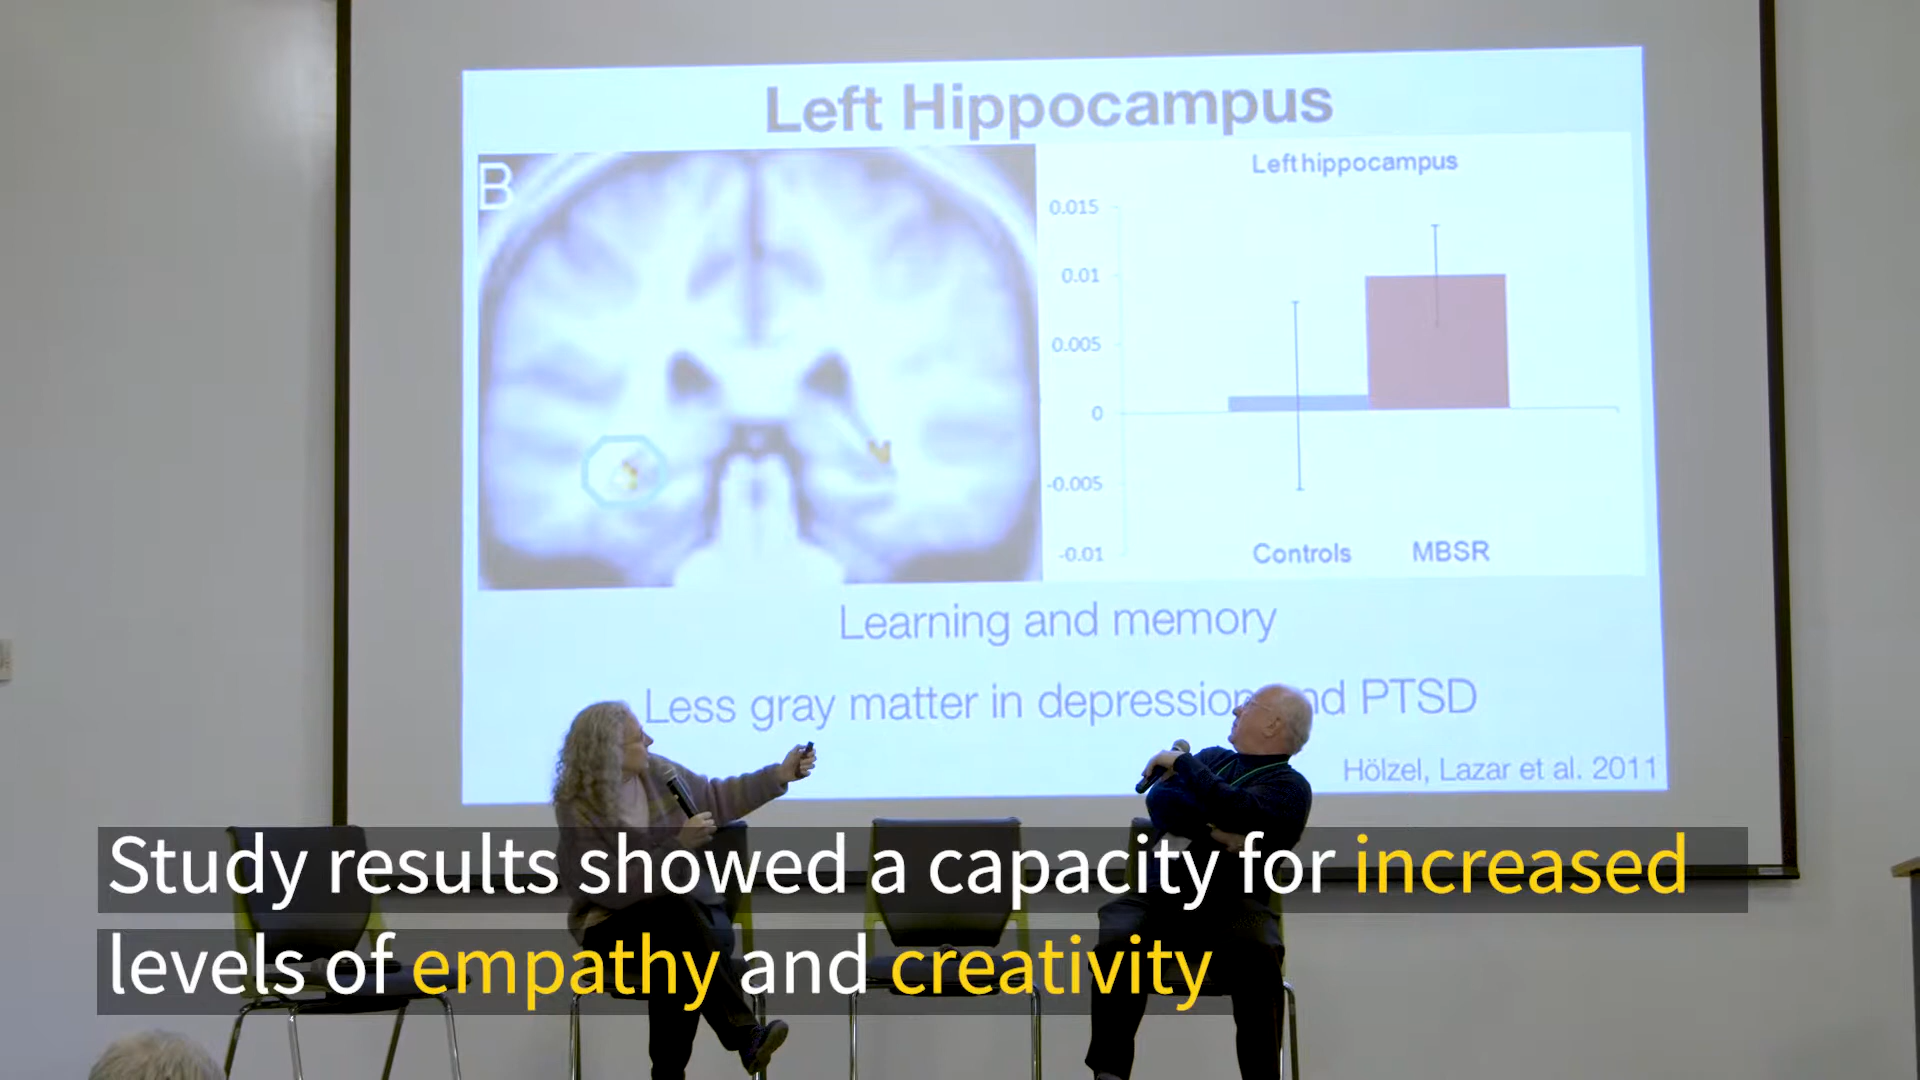 Left Hippocampus
B
Left hippocampus
0.015
0.01
0.005
0
-0.005
-0.01
Controls MBSR
Learning and memory
Less gray matter in depression and PTSD
Hölzel, Lazar et al. 2011
Study results showed a capacity for increased
levels of empathy and creativity